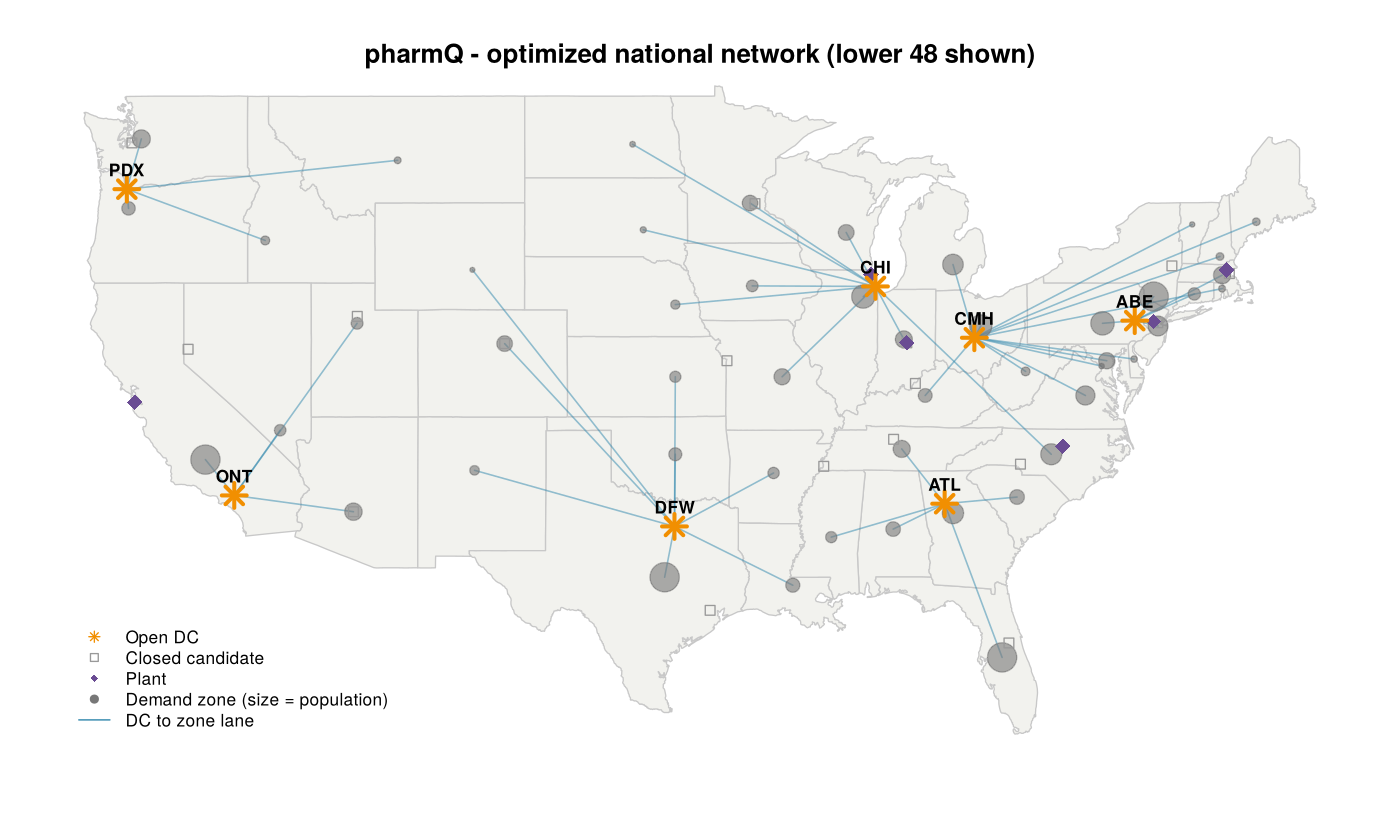 pharmQ - optimized national network (lower 48 shown)
PDX
CHI
ABE
CMH
ONT
ATL
DFW
Open DC
Closed candidate
Plant
Demand zone (size = population)
DC to zone lane